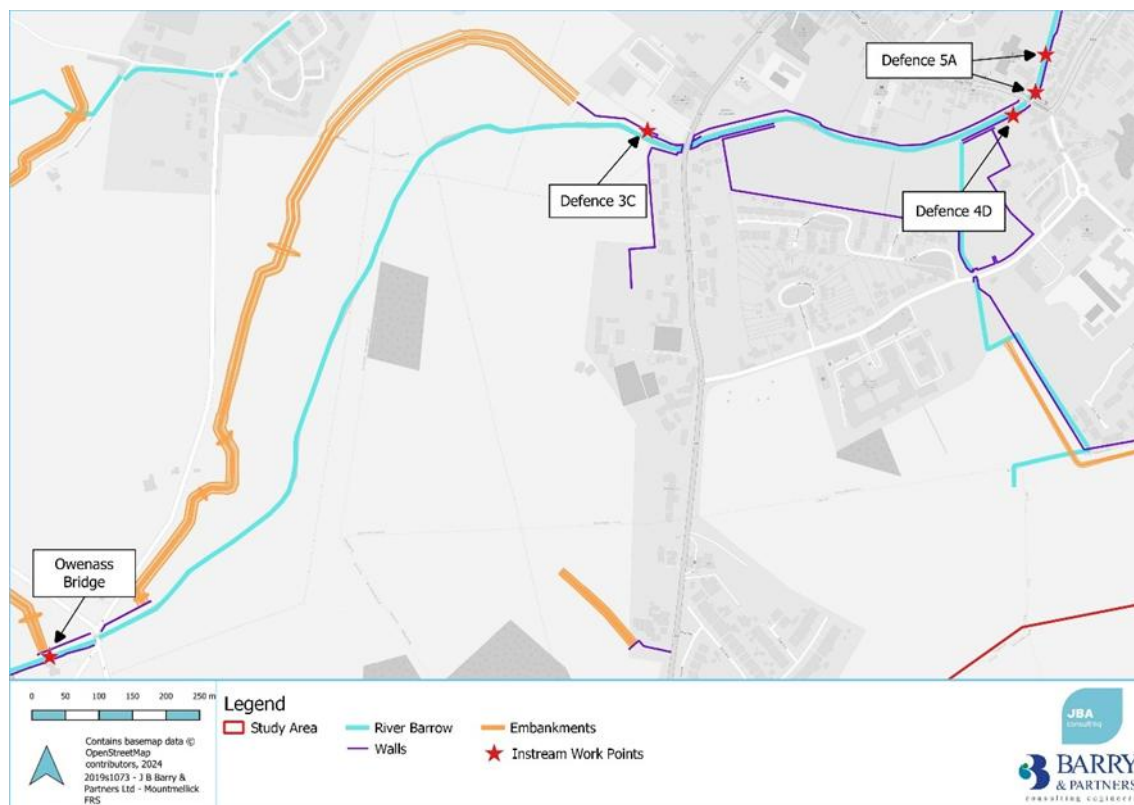 Defence 5A
Defence 3C
Defence 4D
Owenass
Bridge
0 50 100 150 200 250 m
Contains basemap data ©
OpenStreetMap
contributors, 2024
2019s1073 - J B Barry &
Partners Ltd - Mountmellick
FRS
Legend
Study Area
River Barrow
Embankments
Walls
Instream Work Points
JBA
consulting
BARRY
& PARTNERS
consulting engineers